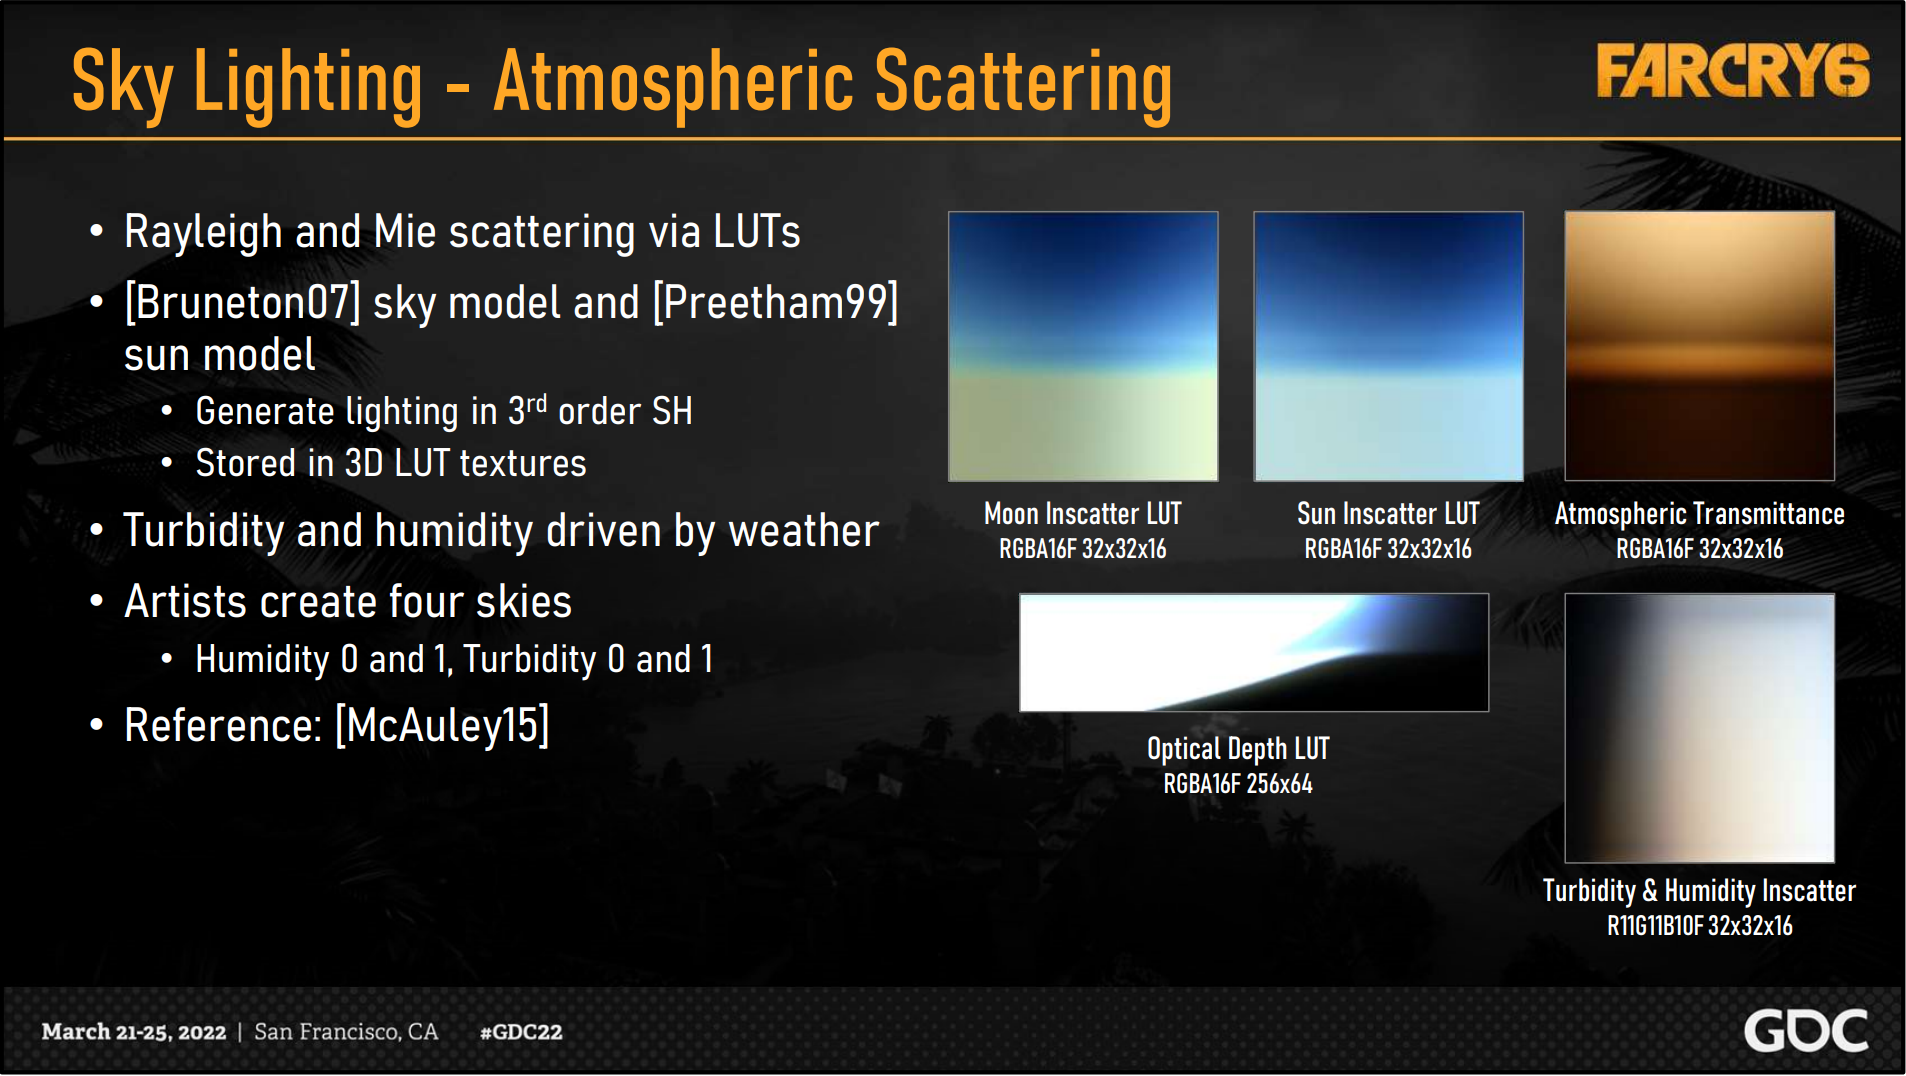 Sky Lighting - Atmospheric Scattering
FARCRY6
• Rayleigh and Mie scattering via LUTs
• [Bruneton07] sky model and [Preetham99]
sun model
• Generate lighting in 3rd order SH
• Stored in 3D LUT textures
• Turbidity and humidity driven by weather
• Artists create four skies
• Humidity 0 and 1, Turbidity 0 and 1
• Reference: [McAuley15]
Moon Inscatter LUT
RGBA16F 32x32x16
Sun Inscatter LUT
RGBA16F 32x32x16
Atmospheric Transmittance
RGBA16F 32x32x16
Optical Depth LUT
RGBA16F 256x64
Turbidity & Humidity Inscatter
R11G11B10F 32x32x16
March 21-25, 2022 | San Francisco, CA #GDC22
GDC